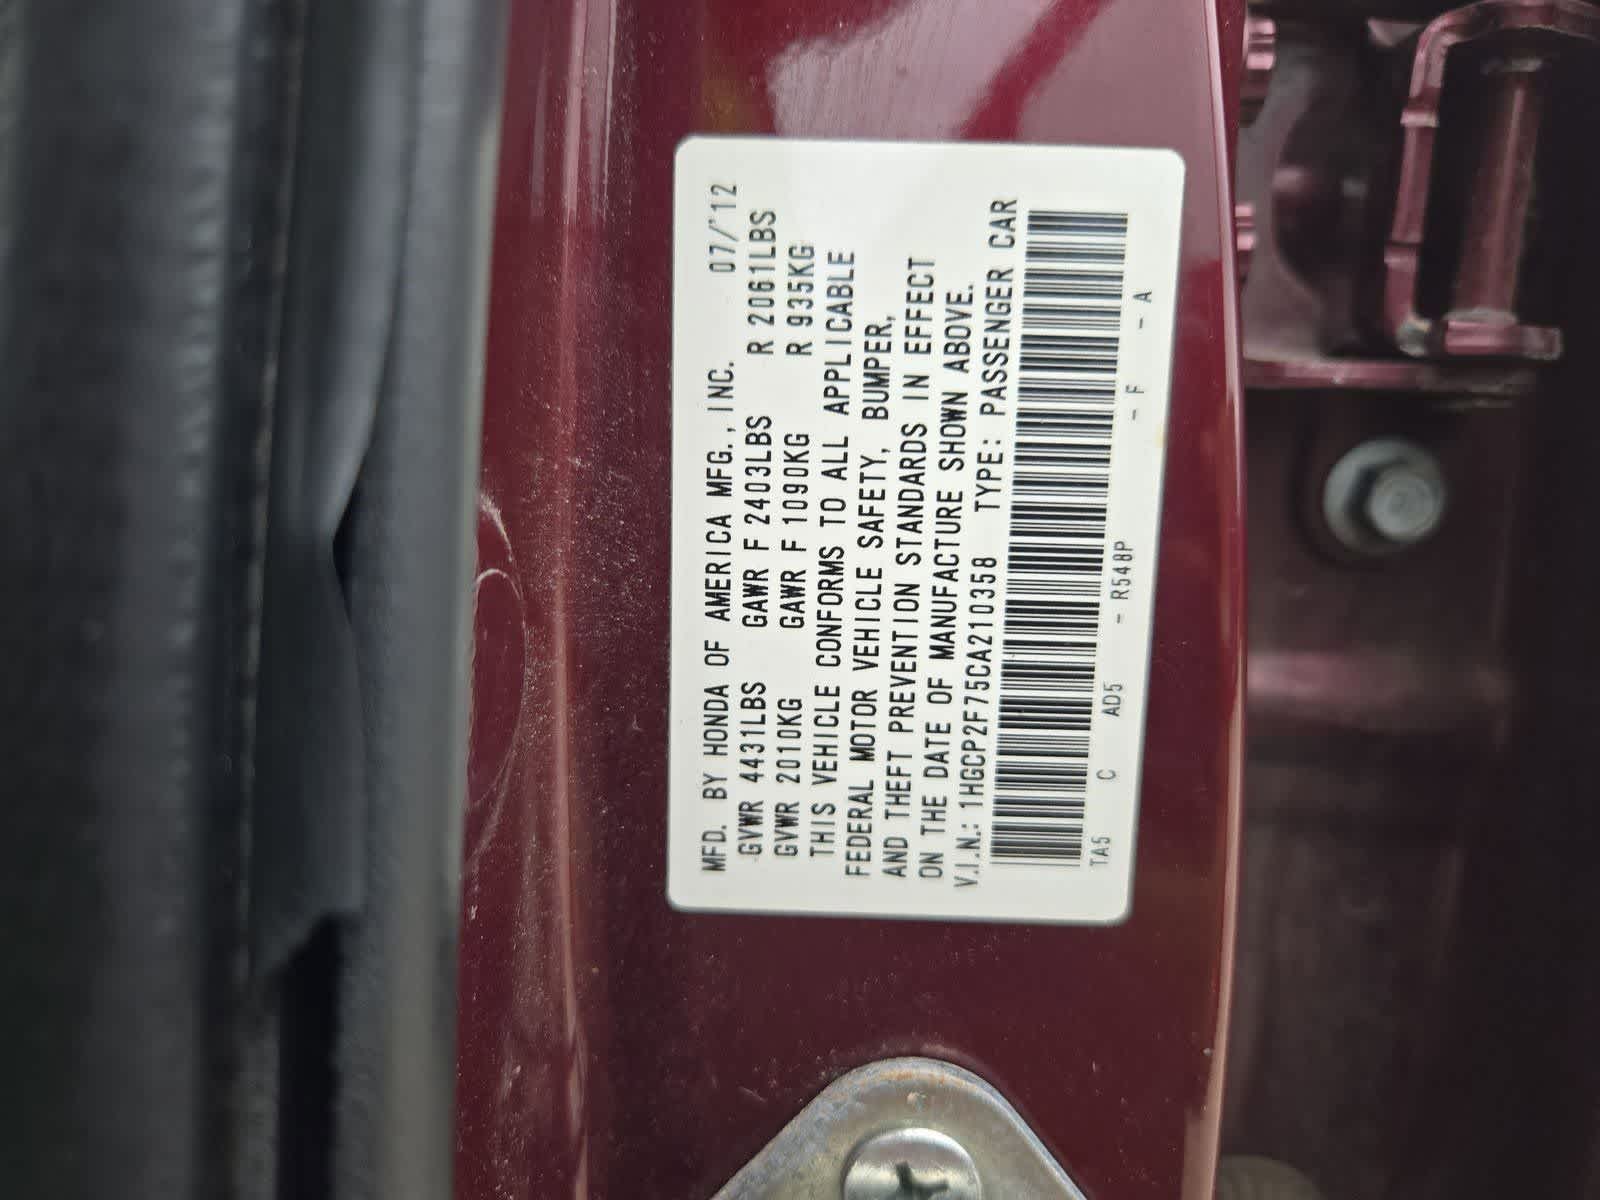 MFD. BY HONDA OF AMERICA MFG., INC. 07/'12
GVWR 4431LBS GAWR F 2403LBS R 2061LBS
GVWR 2010KG GAWR F 1090KG R 935KG
THIS VEHICLE CONFORMS TO ALL APPLICABLE
FEDERAL MOTOR VEHICLE SAFETY, BUMPER,
AND THEFT PREVENTION STANDARDS IN EFFECT
ON THE DATE OF MANUFACTURE SHOWN ABOVE.
V.I.N.: 1HGCP2F75CA210358 TYPE: PASSENGER CAR
TA5 C AD5 - R548P - F - A